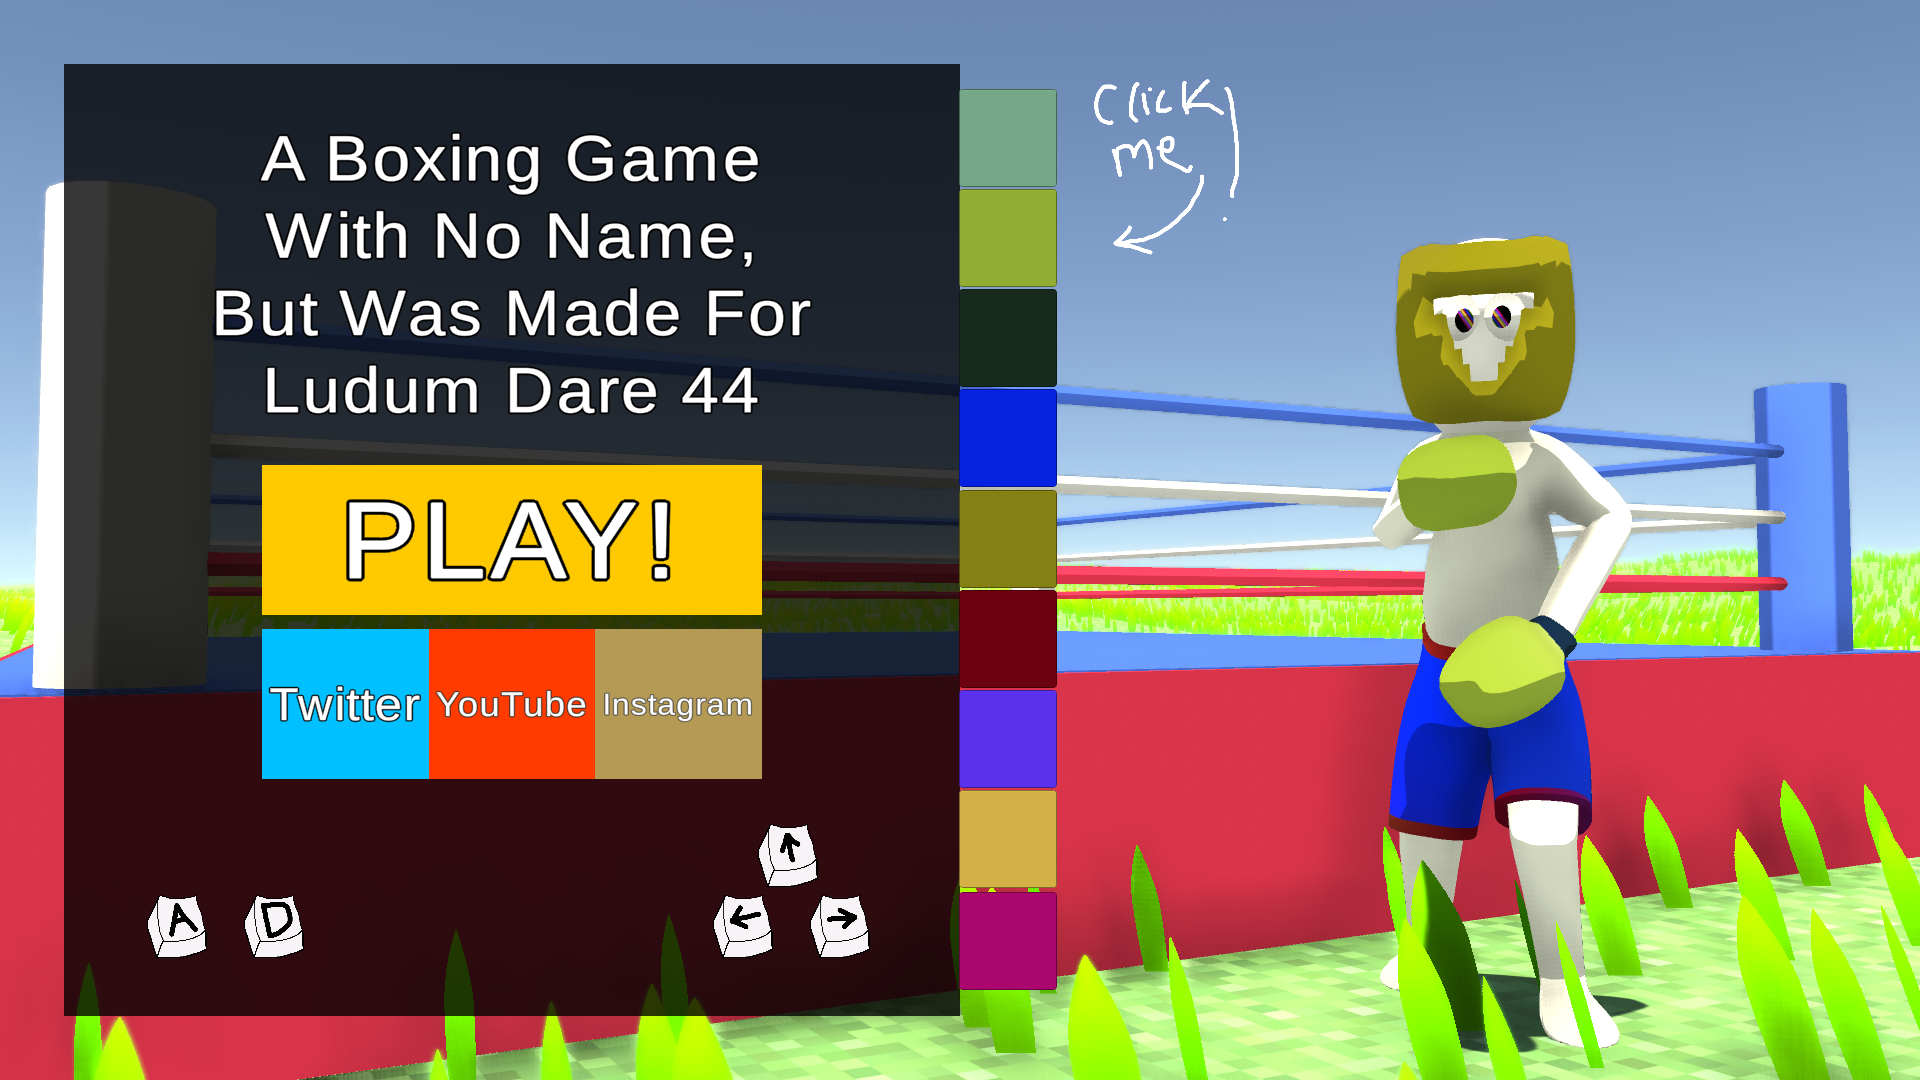 A Boxing Game
With No Name,
But Was Made For
Ludum Dare 44
PLAY!
Twitter YouTube Instagram
A D
Click
me!